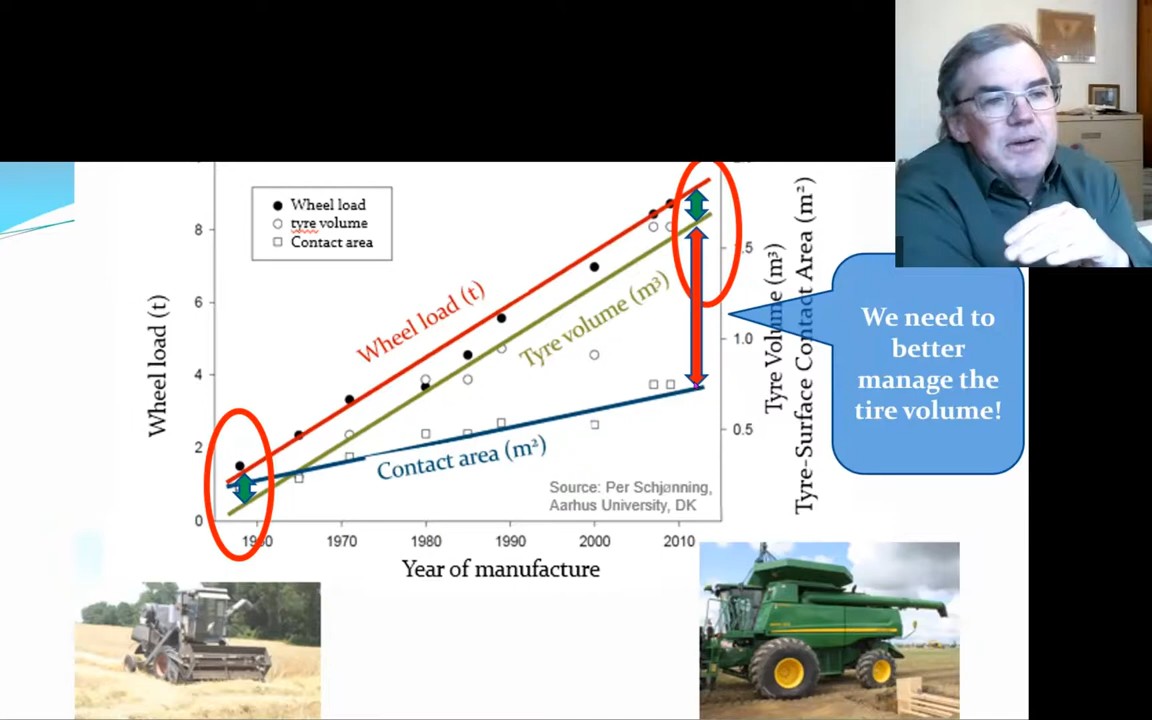 Wheel load
tyre volume
Contact area
8
6
4
2
0
Wheel load (t)
Wheel load (t)
Tyre volume (m³)
Contact area (m²)
1.0
0.5
Tyre Volume (m³)
Tyre-Surface Contact Area (m²)
We need to
better
manage the
tire volume!
Source: Per Schjønning,
Aarhus University, DK
1970
1980
1990
2000
2010
Year of manufacture